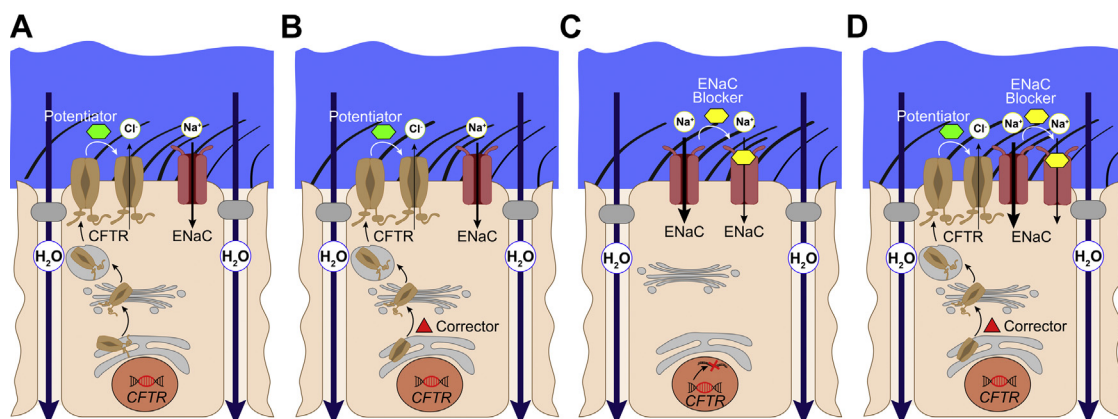 A
Potentiator
Cl-
Na+
CFTR
ENaC
H2O
H2O
CFTR
B
Potentiator
Cl-
Na+
CFTR
ENaC
H2O
H2O
Corrector
CFTR
C
ENaC
Blocker
Na+
Na+
ENaC
ENaC
H2O
H2O
CFTR
D
ENaC
Blocker
Potentiator
Cl-
Na+
Na+
CFTR
ENaC
H2O
H2O
Corrector
CFTR